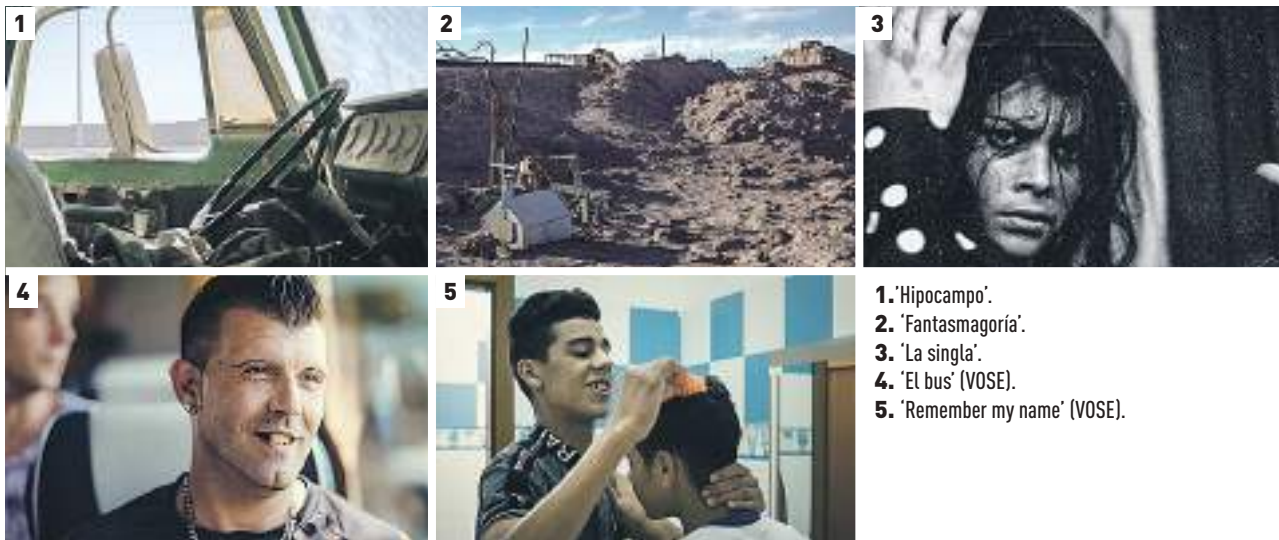 1
2
3
4
5
1.'Hipocampo'.
2. ‘Fantasmagoría’.
3. ‘La singla’.
4. ‘El bus’ (VOSE).
5. ‘Remember my name’ (VOSE).